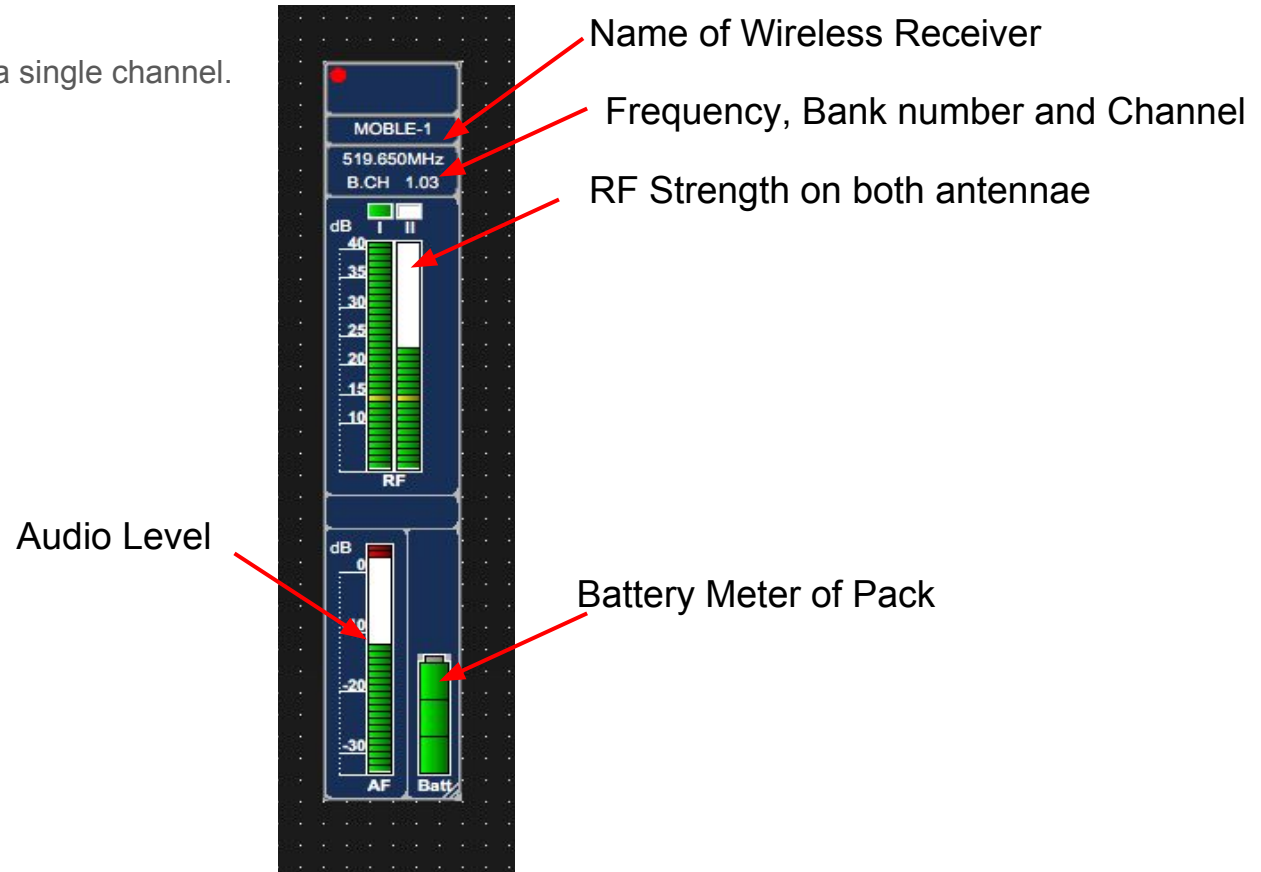 a single channel.
Name of Wireless Receiver
Frequency, Bank number and Channel
RF Strength on both antennae
Audio Level
Battery Meter of Pack
MOBLE-1
519.650MHz
B.CH 1.03
dB I II
40
35
30
25
20
15
10
RF
dB
0
-20
-30
AF
Batt